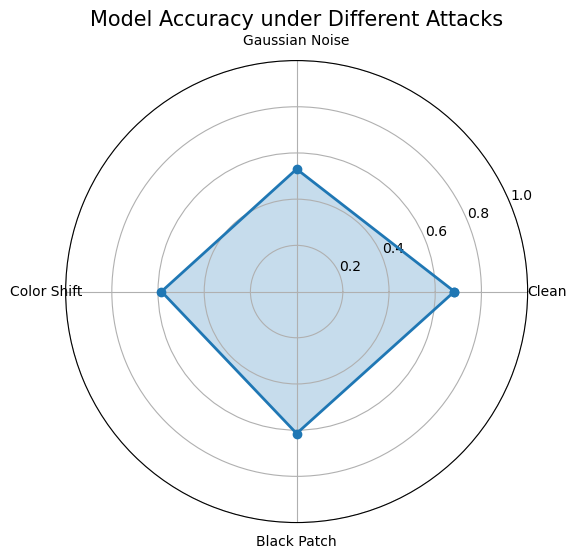 Model Accuracy under Different Attacks
Gaussian Noise
1.0
0.8
0.6
0.4
0.2
Color Shift
Clean
Black Patch